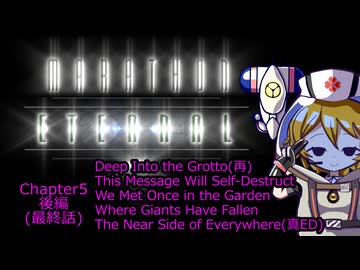 MARATHON
ETERNAL
Chapter5
後編
(最終話)
Deep Into the Grotto(再)
This Message Will Self-Destruct
We Met Once in the Garden
Where Giants Have Fallen
The Near Side of Everywhere(真ED)